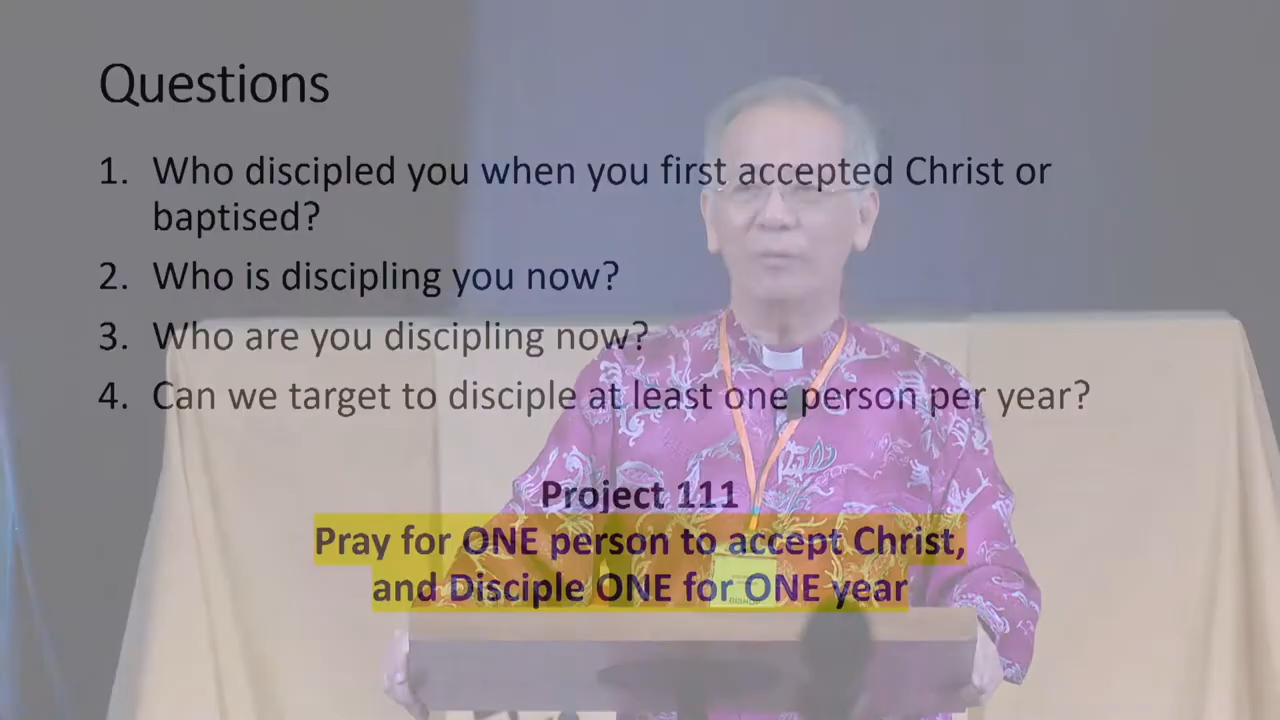 Questions
1. Who discipled you when you first accepted Christ or
baptised?
2. Who is discipling you now?
3. Who are you discipling now?
4. Can we target to disciple at least one person per year?
Project 111
Pray for ONE person to accept Christ,
and Disciple ONE for ONE year
BISHOP